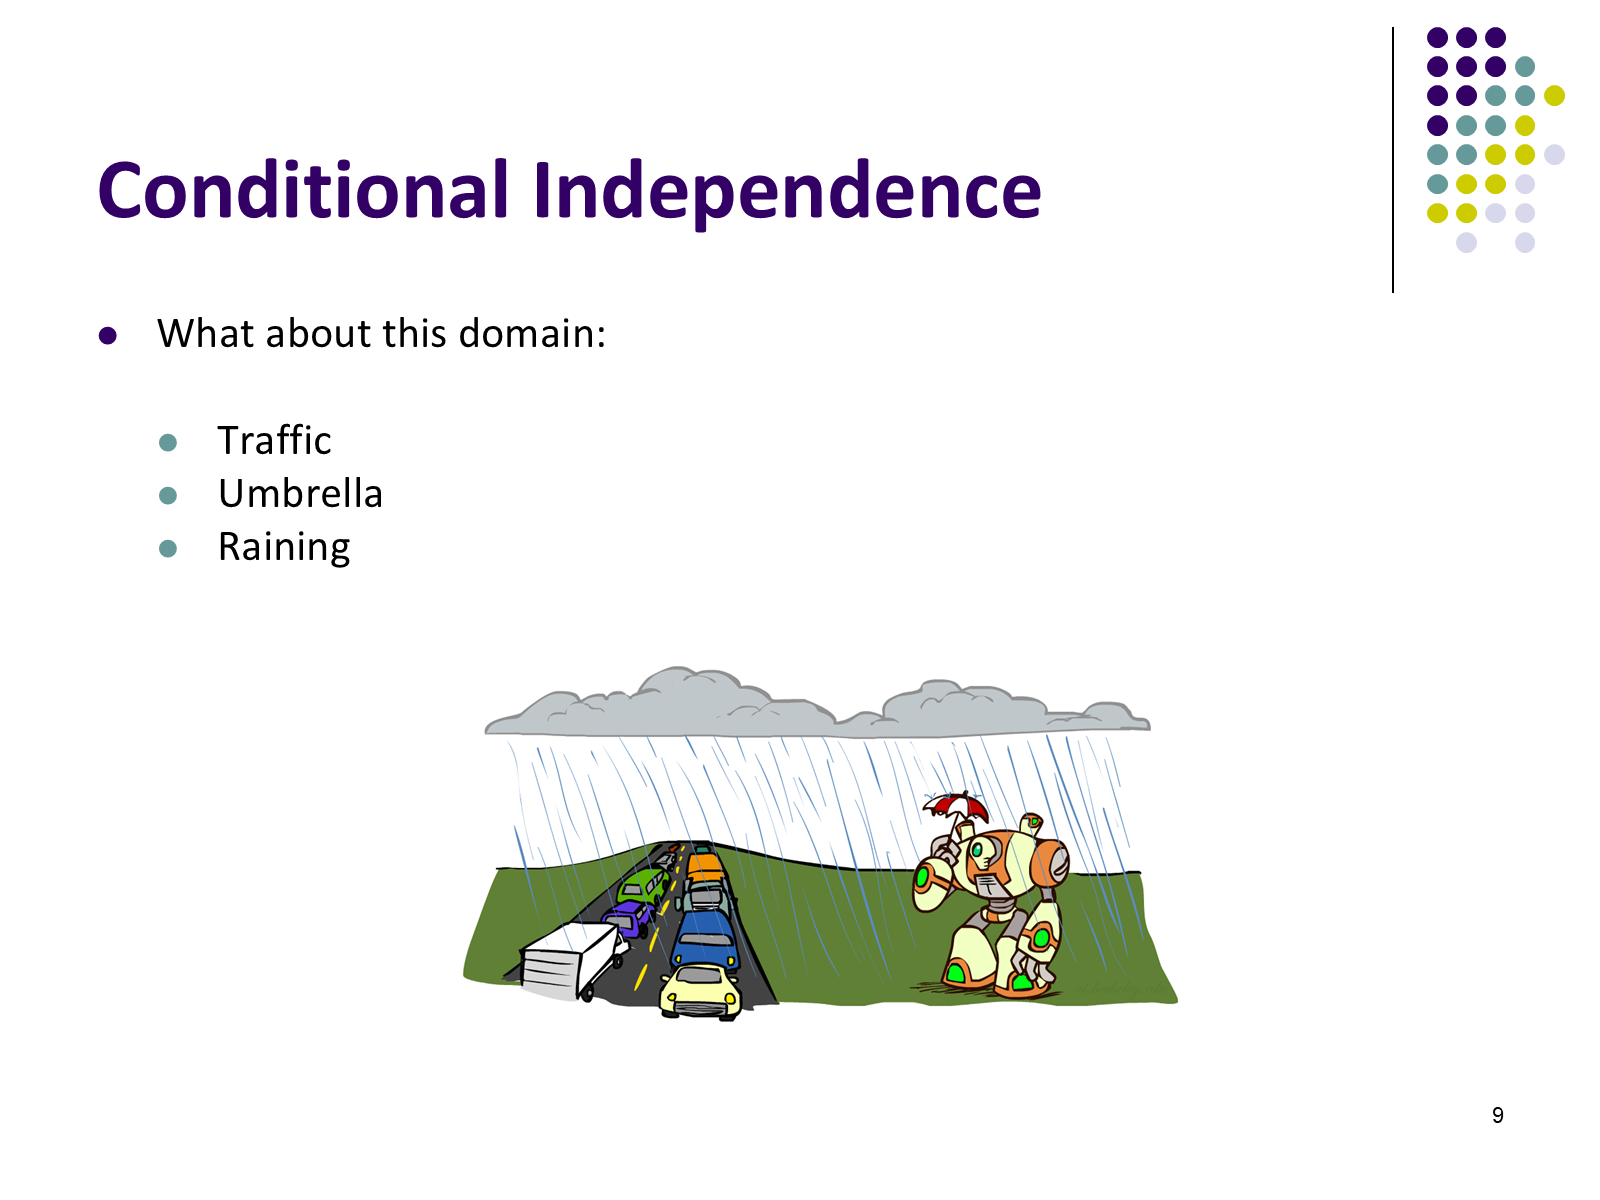 Conditional Independence
What about this domain:
Traffic
Umbrella
Raining
9